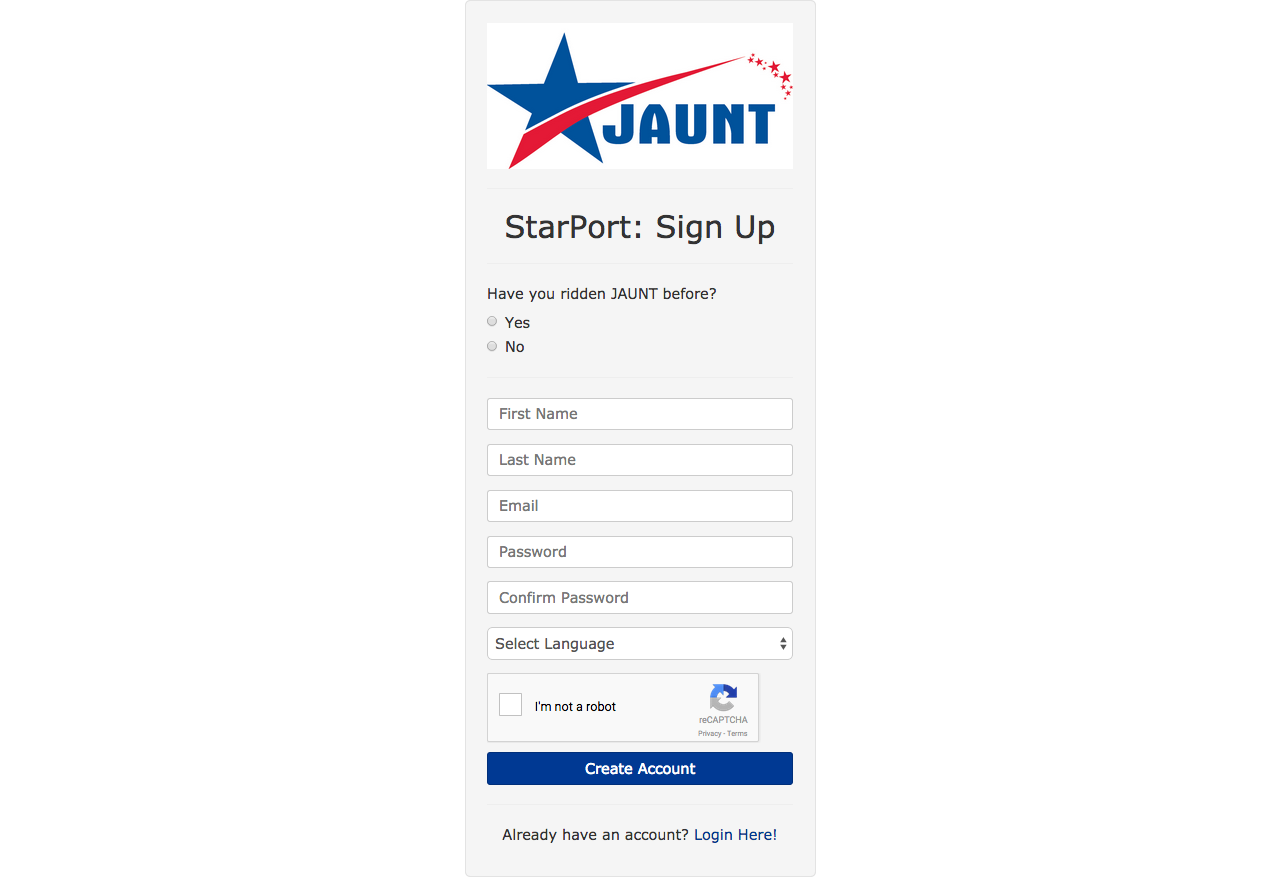 JAUNT
StarPort: Sign Up
Have you ridden JAUNT before?
Yes
No
First Name
Last Name
Email
Password
Confirm Password
Select Language
I'm not a robot
reCAPTCHA
Privacy - Terms
Create Account
Already have an account? Login Here!